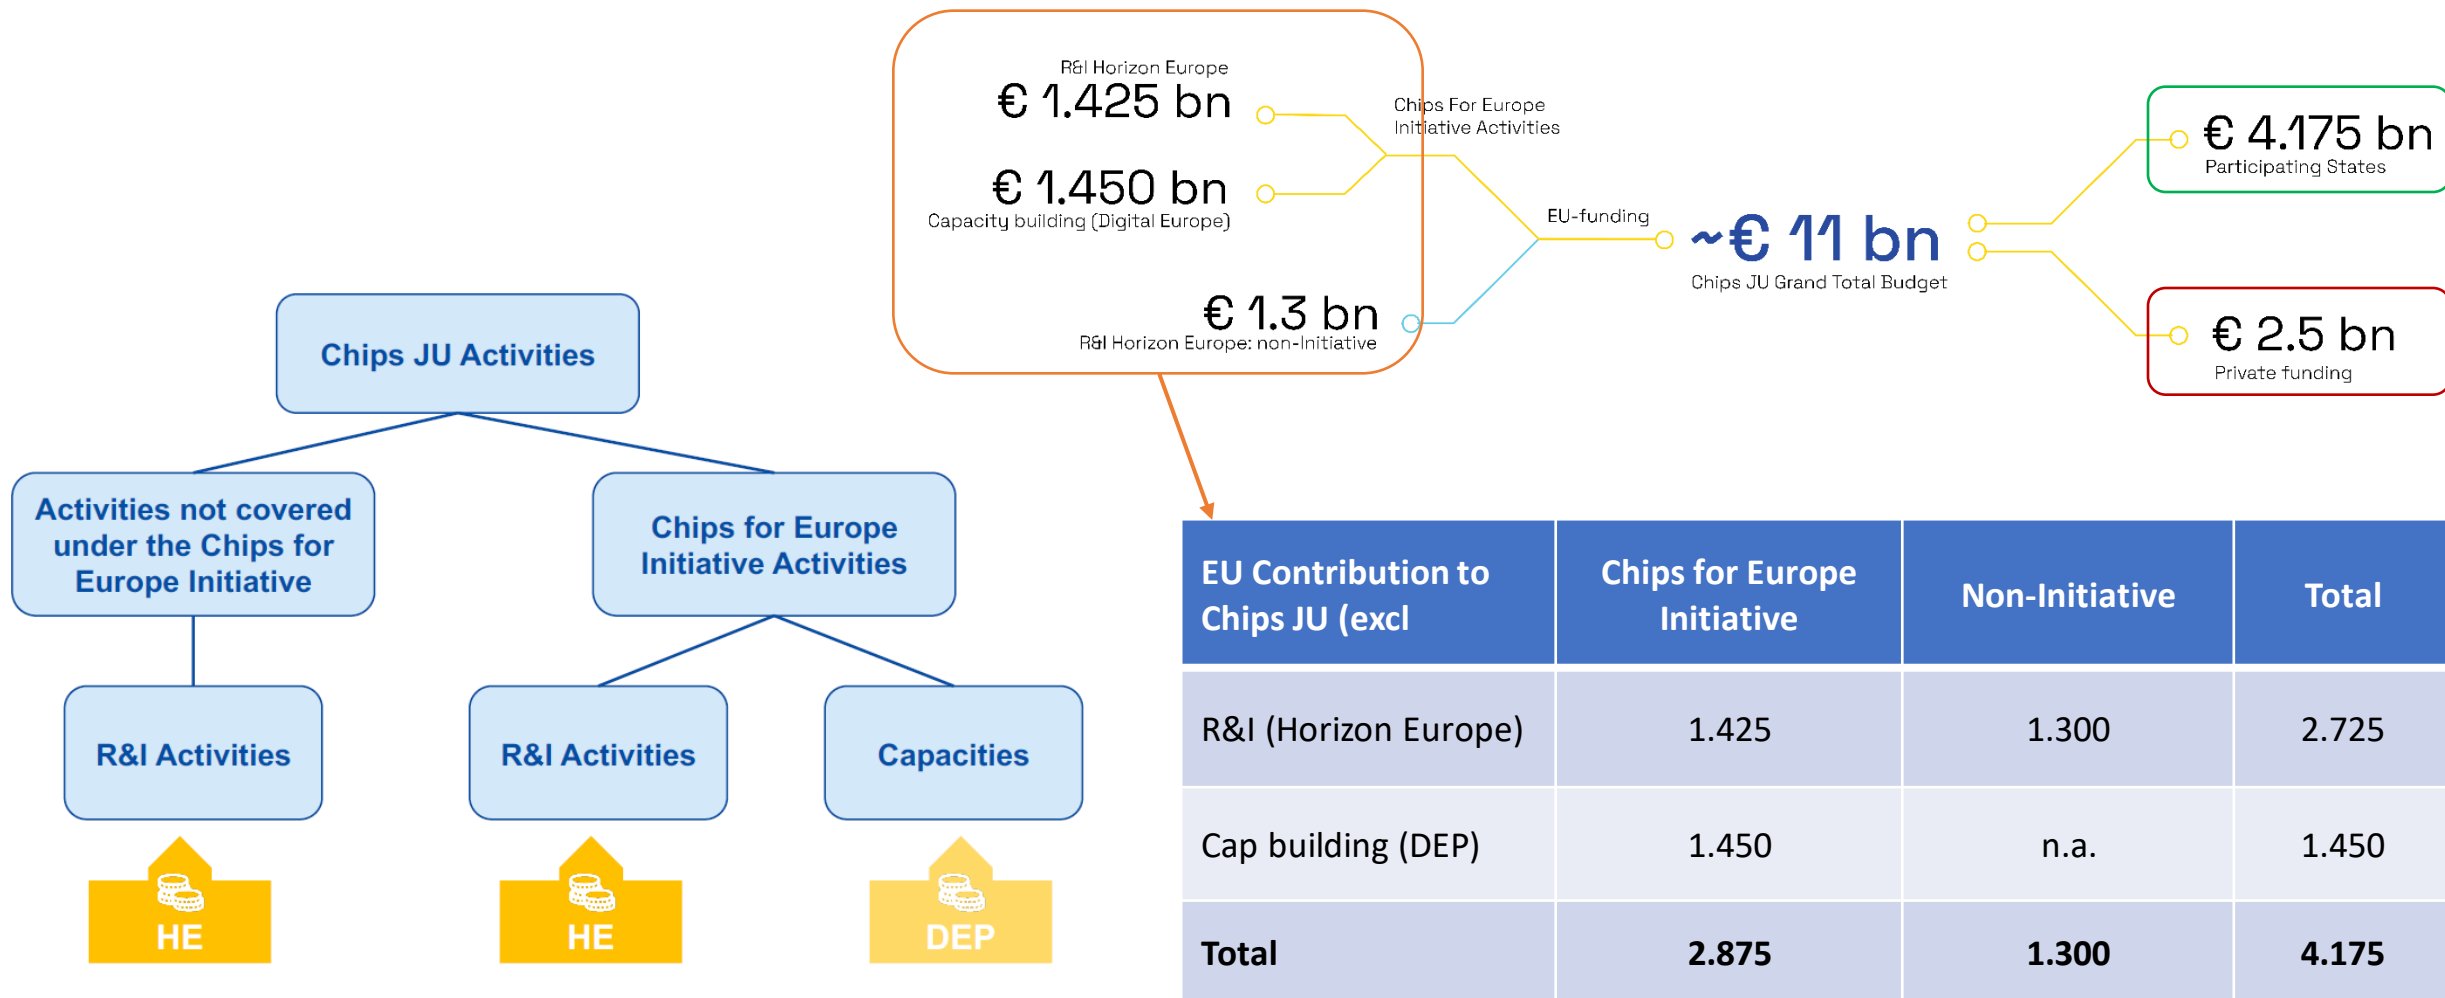 R&I Horizon Europe
€ 1.425 bn
€ 1.450 bn
Capacity building (Digital Europe)
€ 1.3 bn
R&I Horizon Europe: non-Initiative
Chips For Europe
Initiative Activities
EU-funding
~€ 11 bn
Chips JU Grand Total Budget
€ 4.175 bn
Participating States
€ 2.5 bn
Private funding
Chips JU Activities
Activities not covered
under the Chips for
Europe Initiative
Chips for Europe
Initiative Activities
R&I Activities
R&I Activities
Capacities
HE
HE
DEP
EU Contribution to
Chips JU (excl
Chips for Europe
Initiative
Non-Initiative
Total
R&I (Horizon Europe)
1.425
1.300
2.725
Cap building (DEP)
1.450
n.a.
1.450
Total
2.875
1.300
4.175